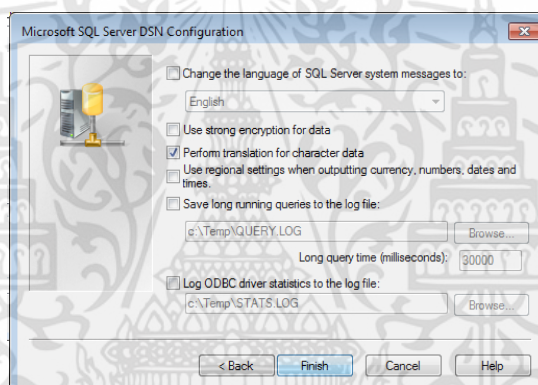 Microsoft SQL Server DSN Configuration
Change the language of SQL Server system messages to:
English
Use strong encryption for data
Perform translation for character data
Use regional settings when outputting currency, numbers, dates and
times.
Save long running queries to the log file:
c:\Temp\QUERY.LOG
Browse...
Long query time (milliseconds):
30000
Log ODBC driver statistics to the log file:
c:\Temp\STATS.LOG
Browse...
< Back
Finish
Cancel
Help